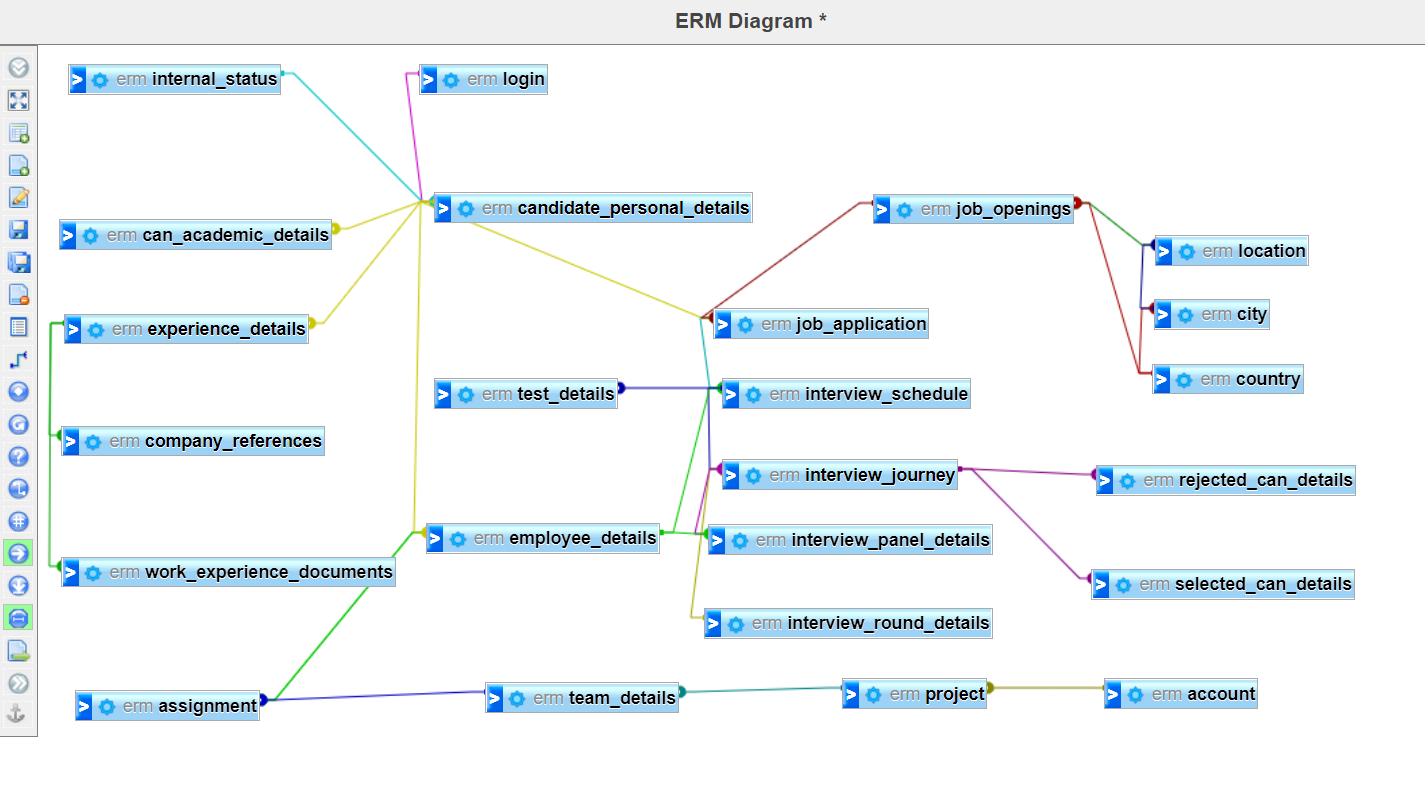 ERM Diagram *
erm internal_status
erm login
erm candidate_personal_details
erm job_openings
erm can_academic_details
erm location
erm city
erm experience_details
erm job_application
erm country
erm test_details
erm interview_schedule
erm company_references
erm interview_journey
erm rejected_can_details
erm employee_details
erm interview_panel_details
erm work_experience_documents
erm selected_can_details
erm interview_round_details
erm assignment
erm team_details
erm project
erm account